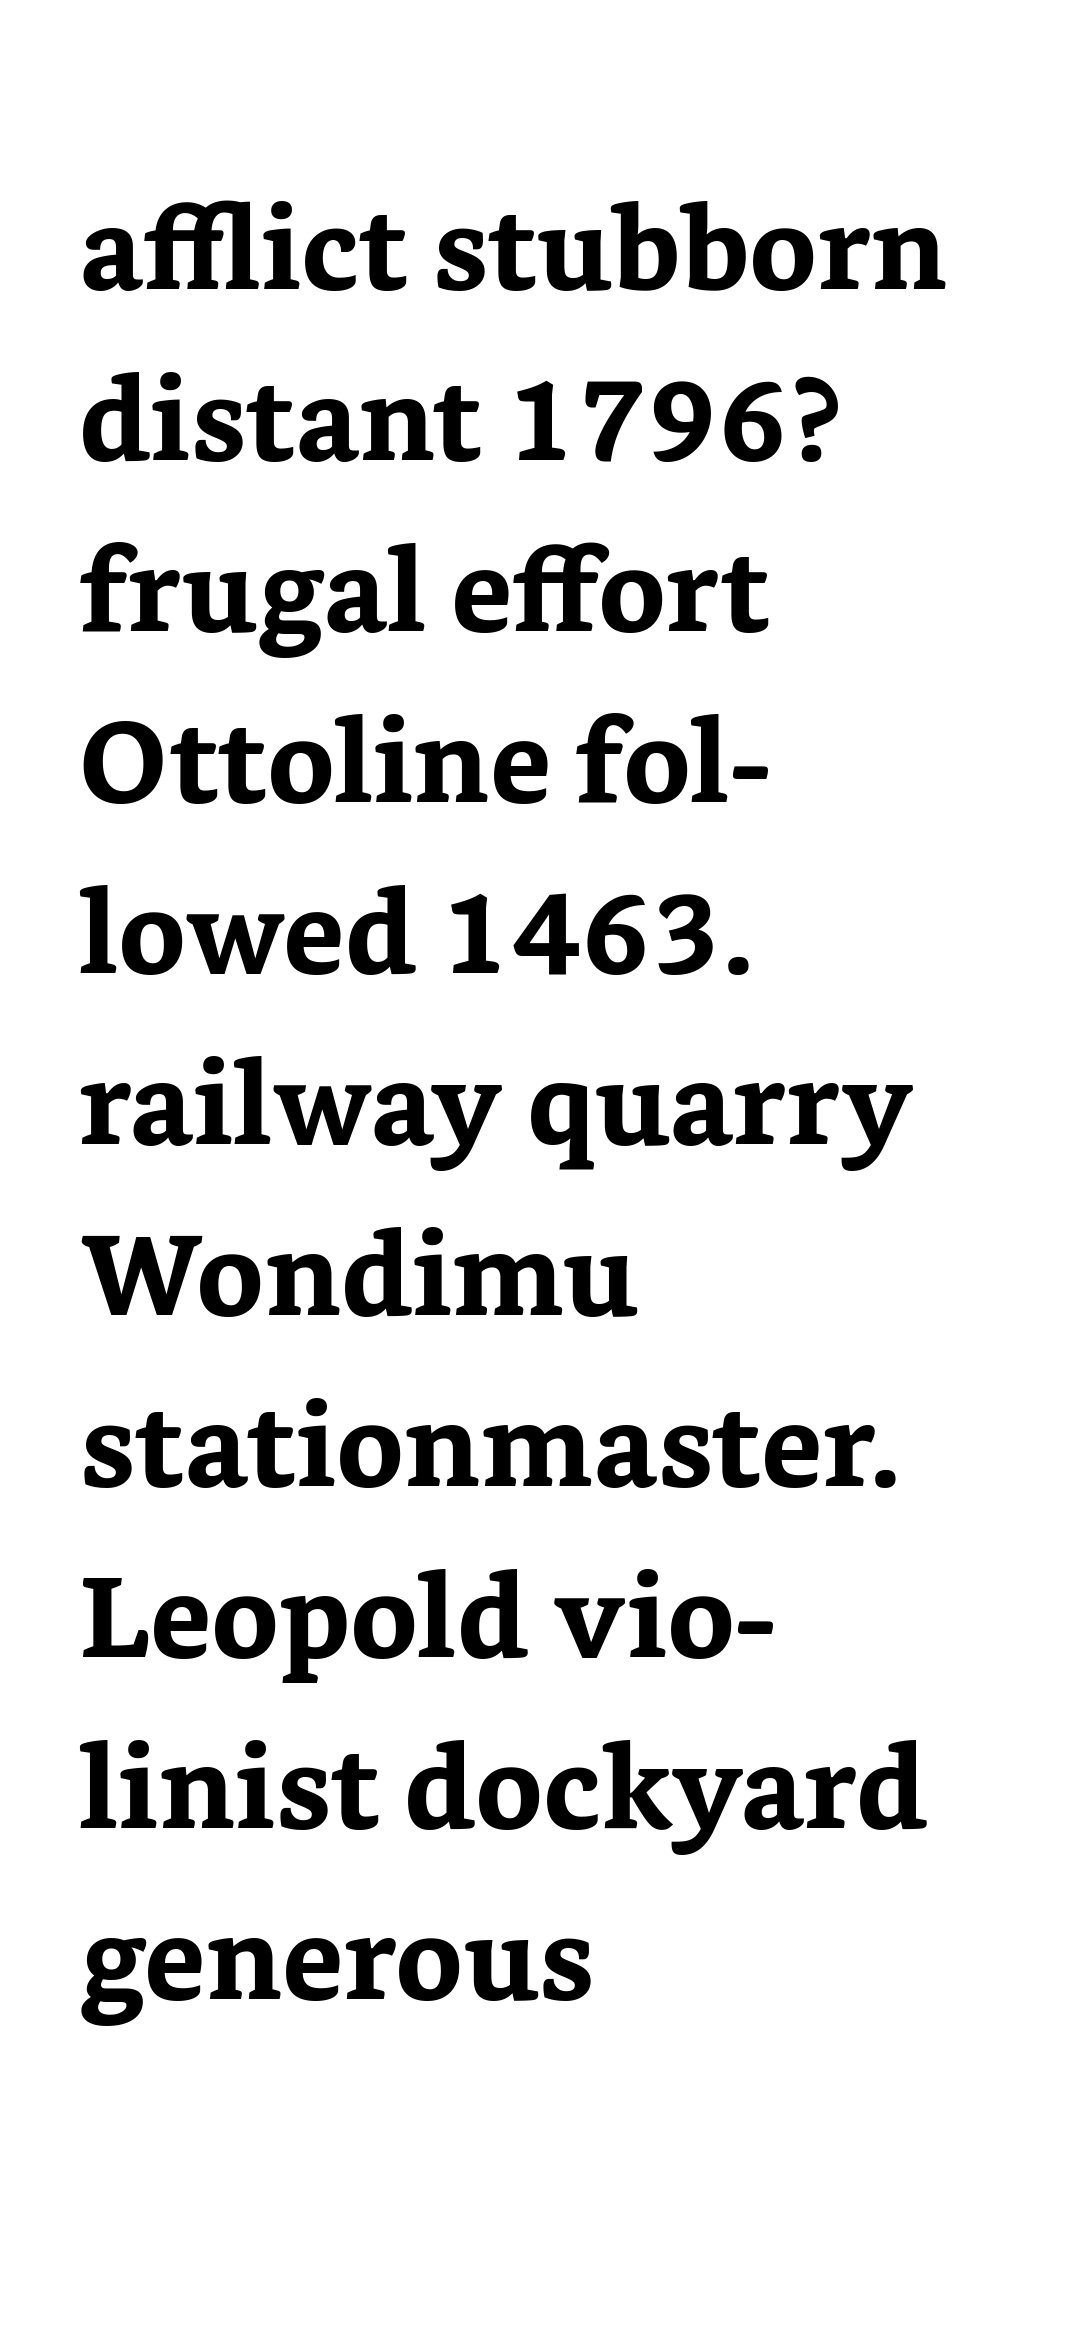 afflict stubborn
distant 1796?
frugal effort
Ottoline fol-
lowed 1463.
railway quarry
Wondimu
stationmaster.
Leopold vio-
linist dockyard
generous